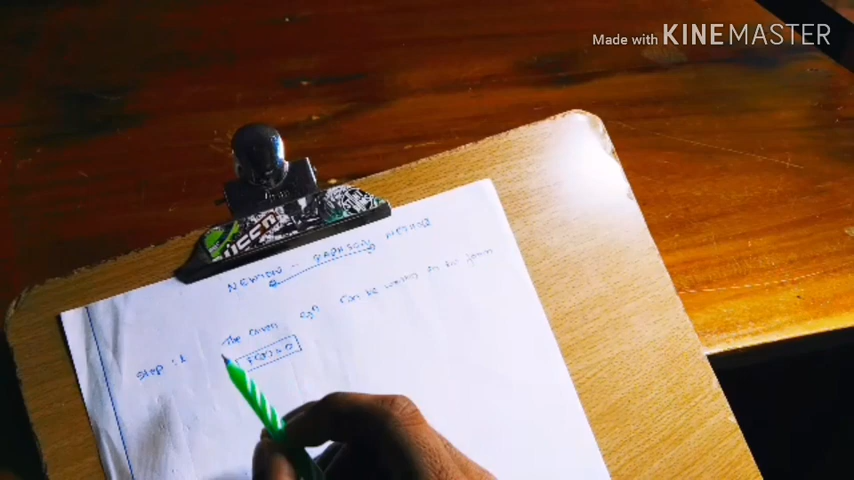 Made with KINEMASTER
NEWTON - RAPHSON METHOD
Step : 1. The Given eqn can be written as the form
f(x)=0